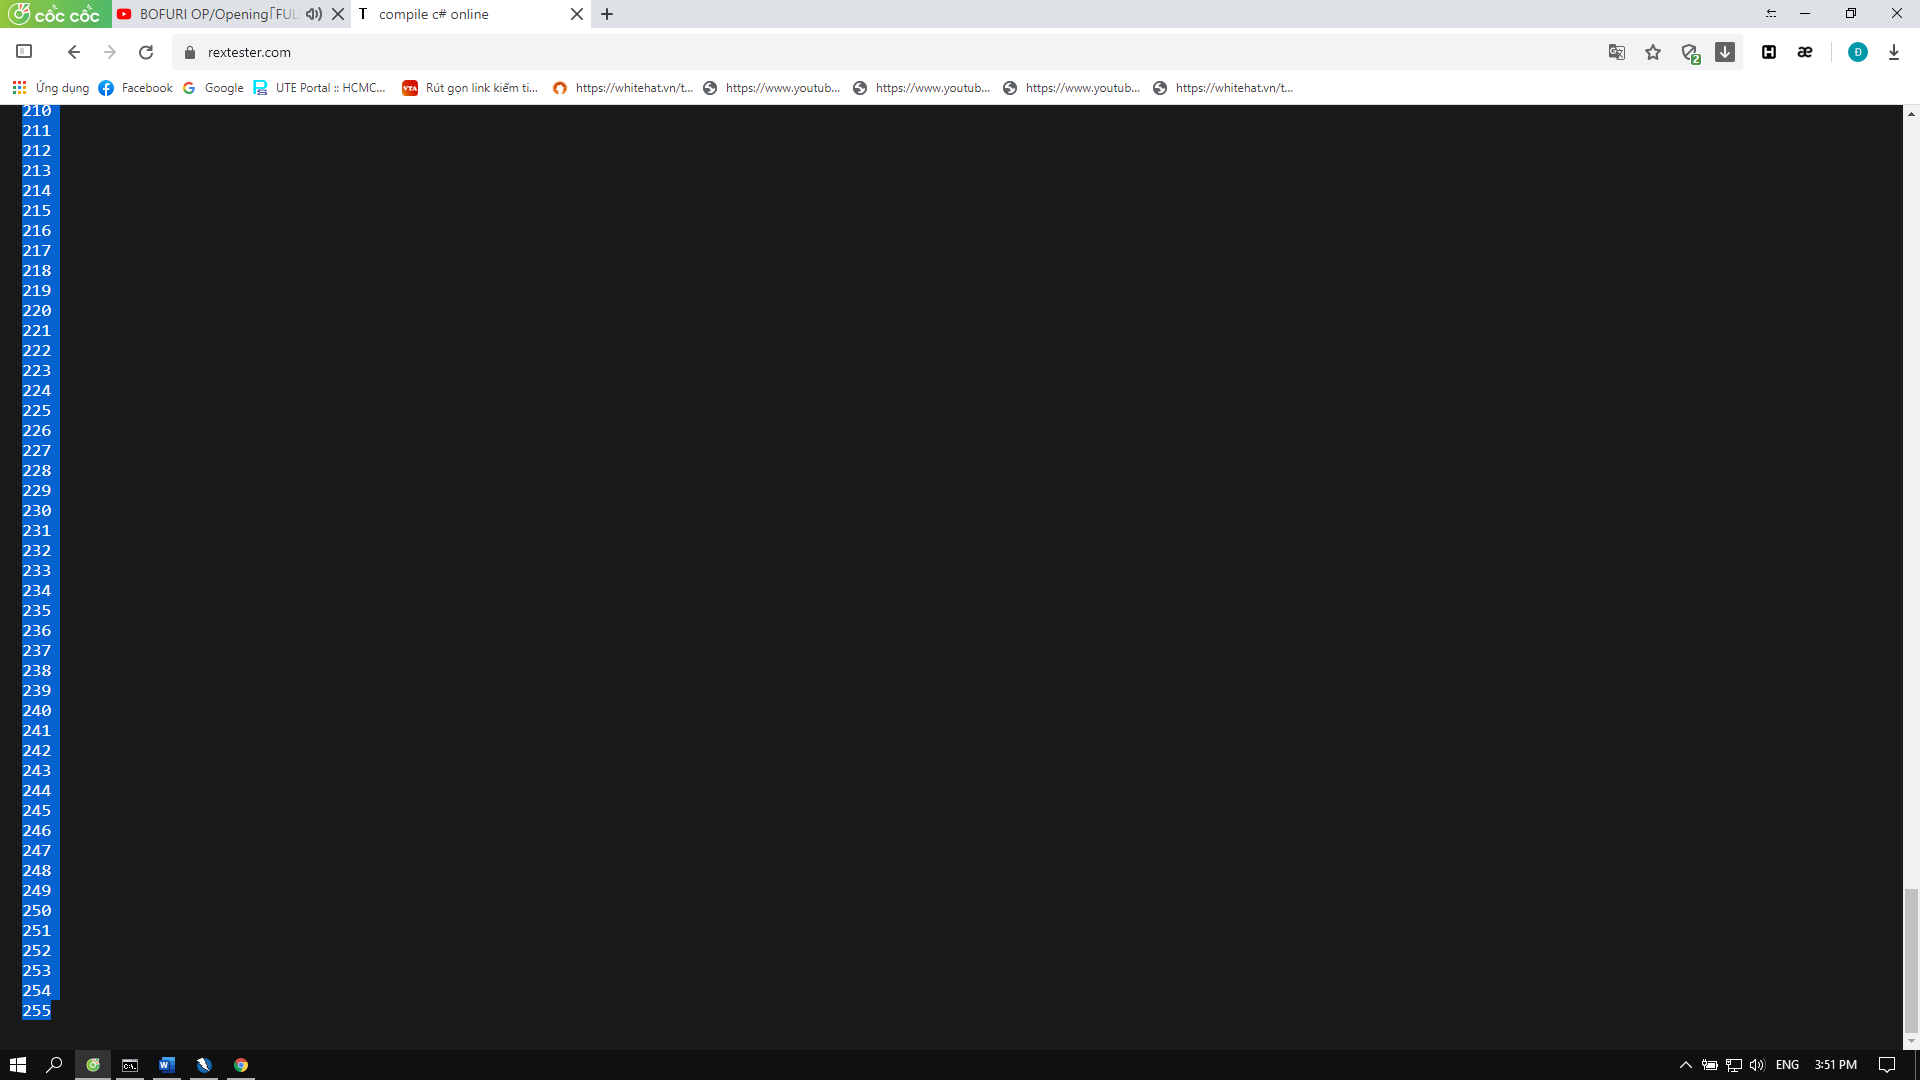 cốc cốc
BOFURI OP/Opening「FUL
T compile c# online
rextester.com
2
Đ
Ứng dụng
Facebook
Google
UTE Portal :: HCMC...
VTA Rút gọn link kiếm ti...
https://whitehat.vn/t...
https://www.youtub...
https://www.youtub...
https://www.youtub...
https://whitehat.vn/t...
210
211
212
213
214
215
216
217
218
219
220
221
222
223
224
225
226
227
228
229
230
231
232
233
234
235
236
237
238
239
240
241
242
243
244
245
246
247
248
249
250
251
252
253
254
255
ENG
3:51 PM